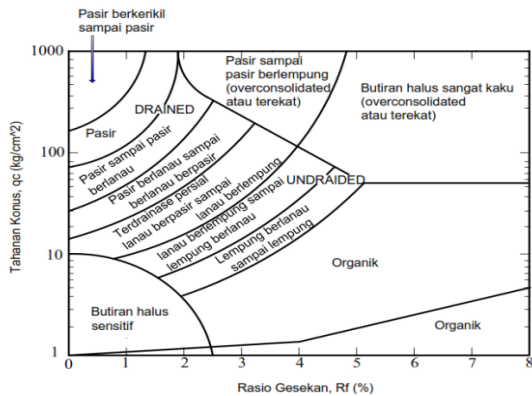 Pasir berkerikil
sampai pasir
1000
100
10
1
Tahanan Konus, qc (kg/cm^2)
DRAINED
Pasir
Pasir sampai pasir
berlanau
Pasir berlanau sampai
berlanau berpasir
Terdrainase persial
lanau berpasir sampai
lanau berlempung
lanau berlempung sampai
lempung berlanau
Lempung berlanau
sampai lempung
UNDRAIDED
Pasir sampai
pasir berlempung
(overconsolidated
atau terekat)
Butiran halus sangat kaku
(overconsolidated
atau terekat)
Organik
Organik
Butiran halus
sensitif
0 1 2 3 4 5 6 7 8
Rasio Gesekan, Rf (%)